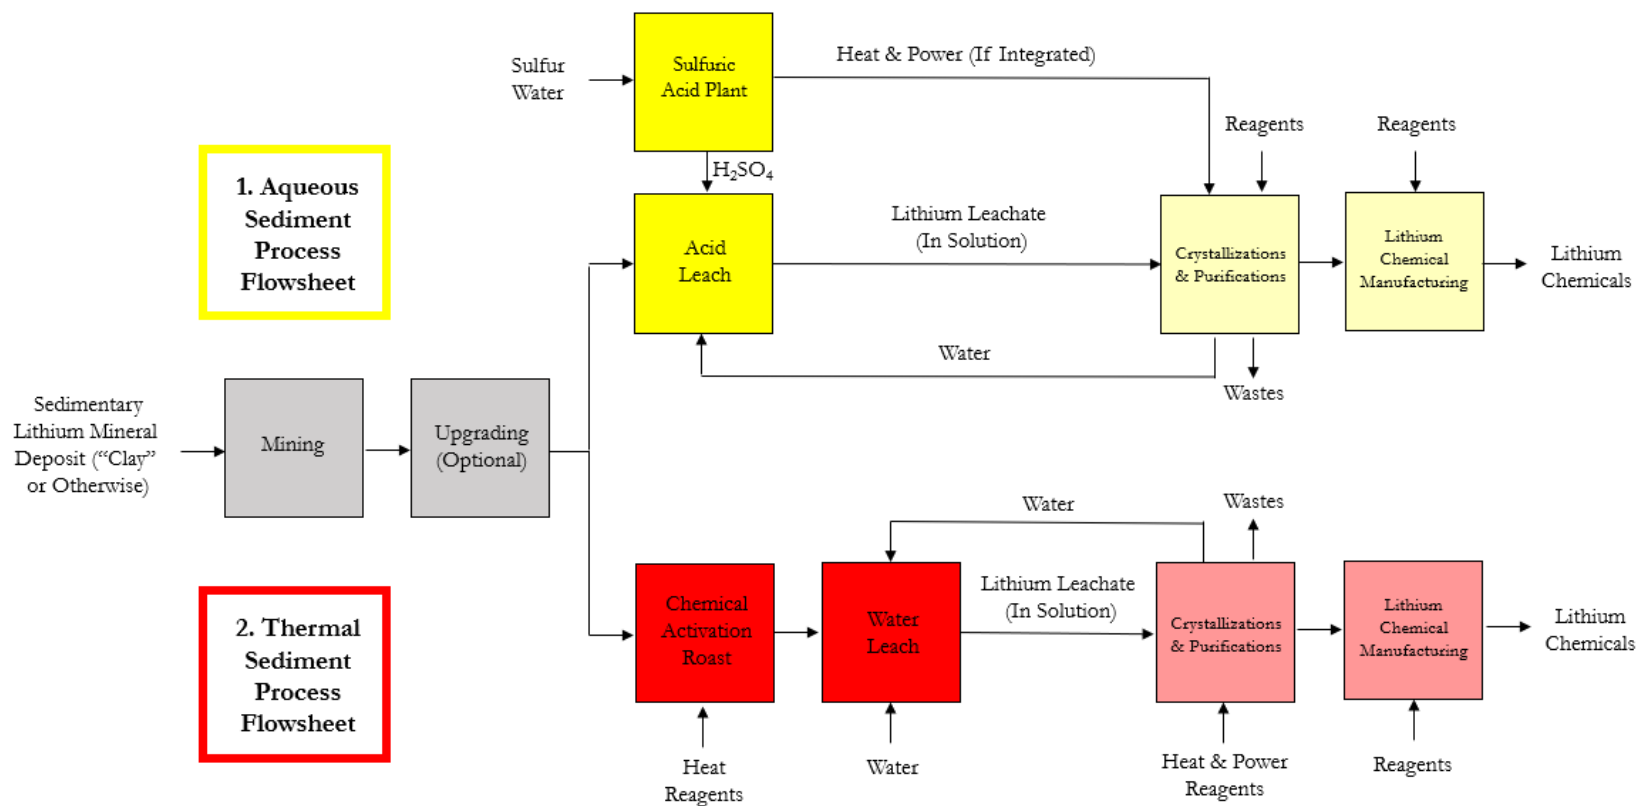 Sulfur
Water
Sulfuric
Acid Plant
Heat & Power (If Integrated)
Reagents
Reagents
H₂SO₄
1. Aqueous
Sediment
Process
Flowsheet
Acid
Leach
Lithium Leachate
(In Solution)
Crystallizations
& Purifications
Lithium
Chemical
Manufacturing
Lithium
Chemicals
Water
Wastes
Sedimentary
Lithium Mineral
Deposit (“Clay”
or Otherwise)
Mining
Upgrading
(Optional)
Water
Wastes
2. Thermal
Sediment
Process
Flowsheet
Chemical
Activation
Roast
Water
Leach
Lithium Leachate
(In Solution)
Crystallizations
& Purifications
Lithium
Chemical
Manufacturing
Lithium
Chemicals
Heat
Reagents
Water
Heat & Power
Reagents
Reagents